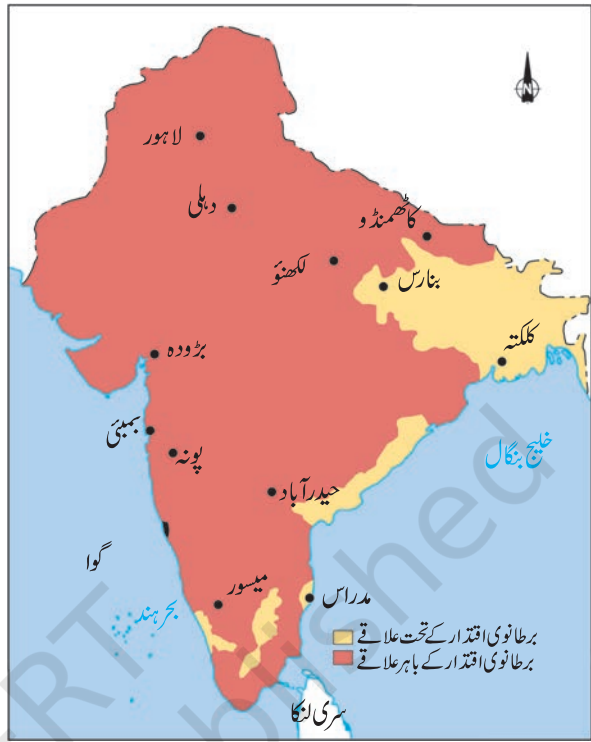 N
لاہور
دہلی
کاٹھمنڈو
لکھنؤ
بنارس
کلکتہ
بڑودہ
بمبئی
پونہ
خلیج بنگال
حیدرآباد
گوا
میسور
مدراس
بحر ہند
برطانوی اقتدار کے تحت علاقے
برطانوی اقتدار کے باہر علاقے
سری لنکا